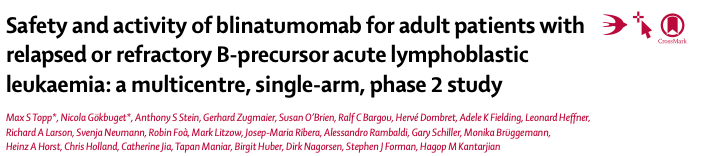 Safety and activity of blinatumomab for adult patients with
relapsed or refractory B-precursor acute lymphoblastic
leukaemia: a multicentre, single-arm, phase 2 study
CrossMark
Max S Topp*, Nicola Gökbuget*, Anthony S Stein, Gerhard Zugmaier, Susan O'Brien, Ralf C Bargou, Hervé Dombret, Adele K Fielding, Leonard Heffner,
Richard A Larson, Svenja Neumann, Robin Foà, Mark Litzow, Josep-Maria Ribera, Alessandro Rambaldi, Gary Schiller, Monika Brüggemann,
Heinz A Horst, Chris Holland, Catherine Jia, Tapan Maniar, Birgit Huber, Dirk Nagorsen, Stephen J Forman, Hagop M Kantarjian